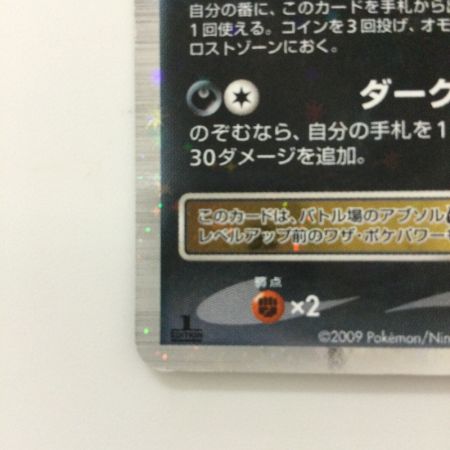 自分の番に、このカードを手札から
1回使える。コインを3回投げ、オモ
ロストゾーンにおく。
ダーク
のぞむなら、自分の手札を1
30ダメージを追加。
このカードは、バトル場のアブソル
レベルアップ前のワザ・ポケパワー
弱点
×2
1 EDITION
©2009 Pokémon/Nin